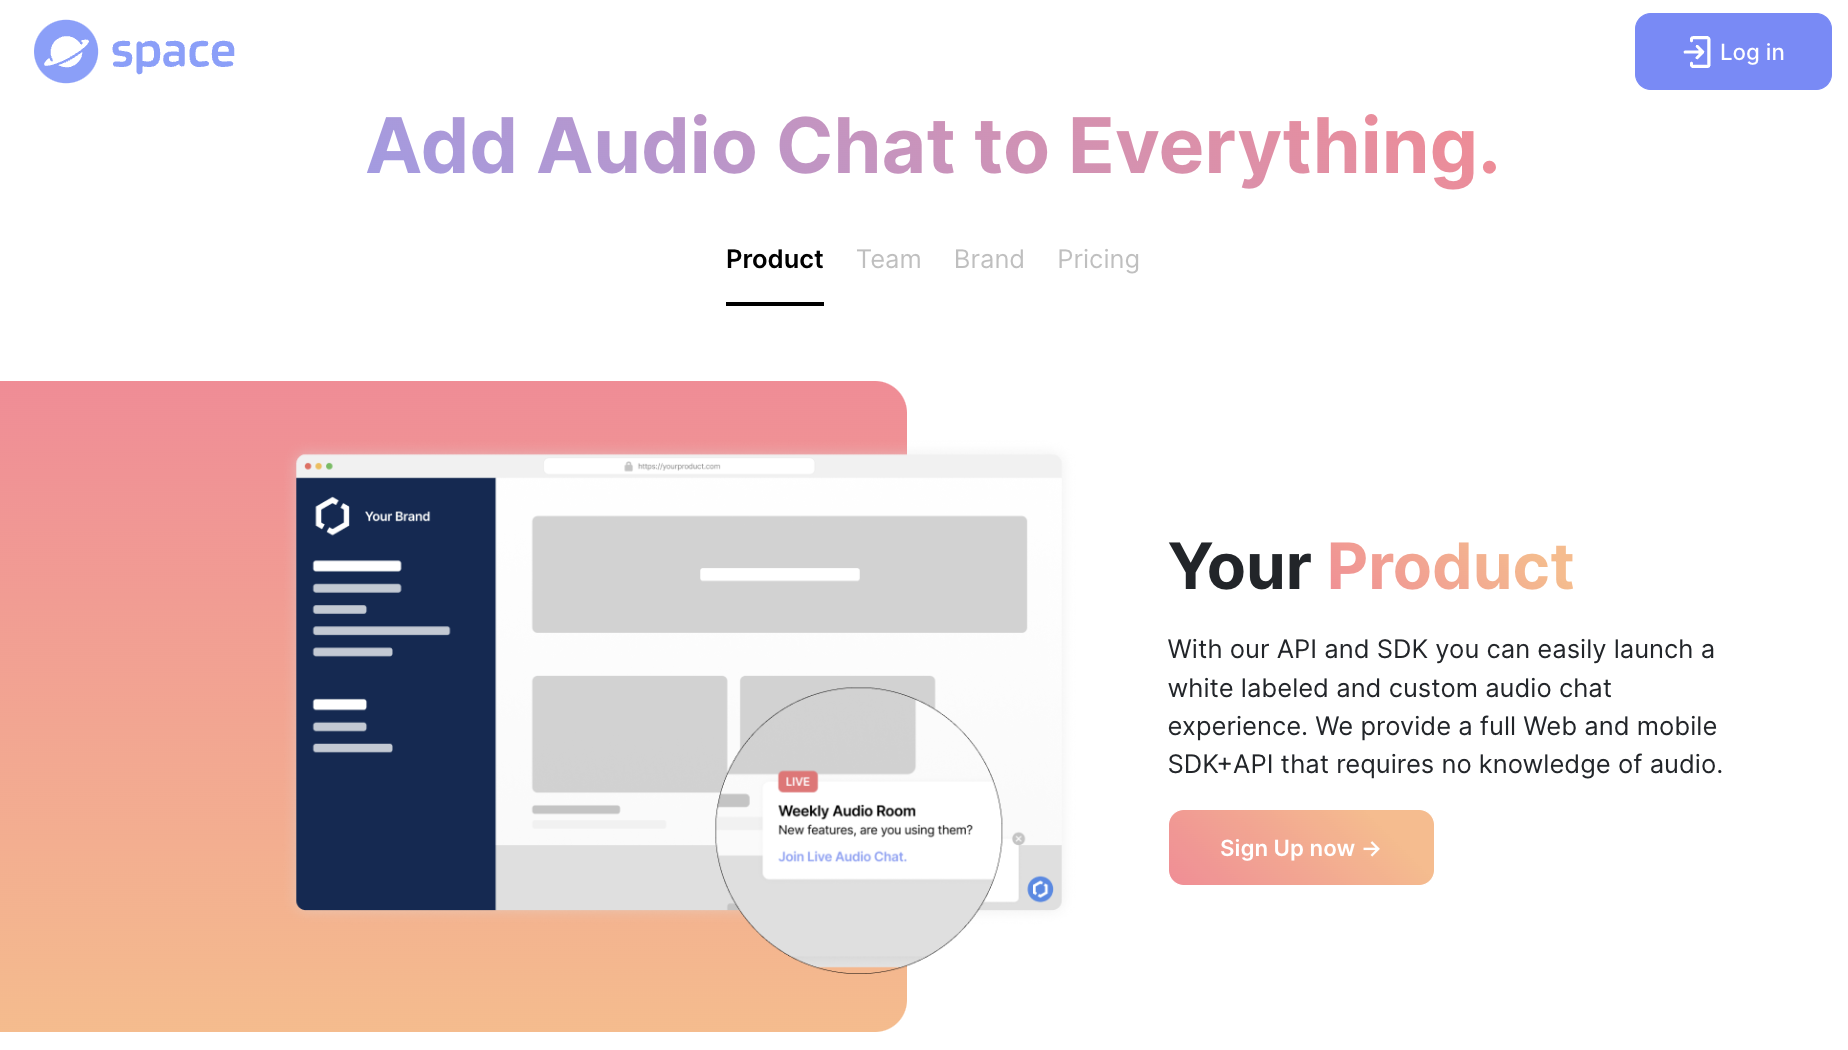 space
Log in
Add Audio Chat to Everything.
Product
Team
Brand
Pricing
https://yourproduct.com
Your Brand
LIVE
Weekly Audio Room
New features, are you using them?
Join Live Audio Chat.
Your Product
With our API and SDK you can easily launch a
white labeled and custom audio chat
experience. We provide a full Web and mobile
SDK+API that requires no knowledge of audio.
Sign Up now →